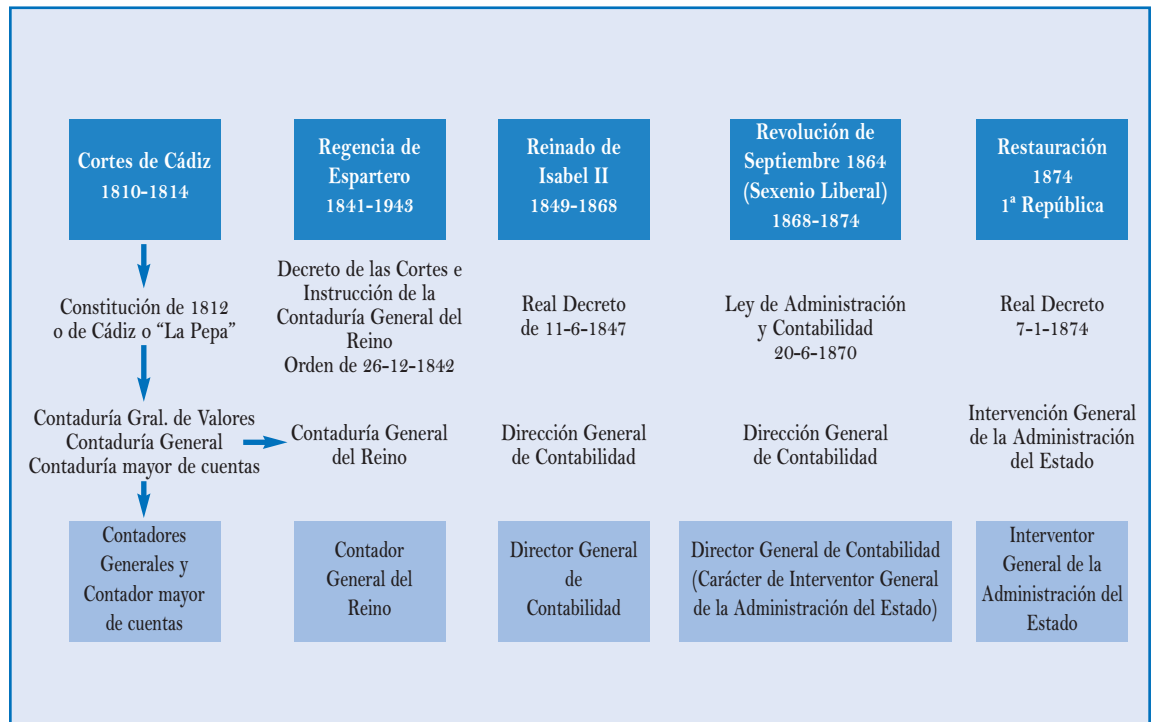 Cortes de Cádiz
1810-1814
Regencia de
Espartero
1841-1943
Reinado de
Isabel II
1849-1868
Revolución de
Septiembre 1864
(Sexenio Liberal)
1868-1874
Restauración
1874
1ª República
Constitución de 1812
o de Cádiz o “La Pepa”
Decreto de las Cortes e
Instrucción de la
Contaduría General del
Reino
Orden de 26-12-1842
Real Decreto
de 11-6-1847
Ley de Administración
y Contabilidad
20-6-1870
Real Decreto
7-1-1874
Contaduría Gral. de Valores
Contaduría General
Contaduría mayor de cuentas
Contaduría General
del Reino
Dirección General
de Contabilidad
Dirección General
de Contabilidad
Intervención General
de la Administración
del Estado
Contadores
Generales y
Contador mayor
de cuentas
Contador
General del
Reino
Director General
de
Contabilidad
Director General de Contabilidad
(Carácter de Interventor General
de la Administración del Estado)
Interventor
General de la
Administración del
Estado